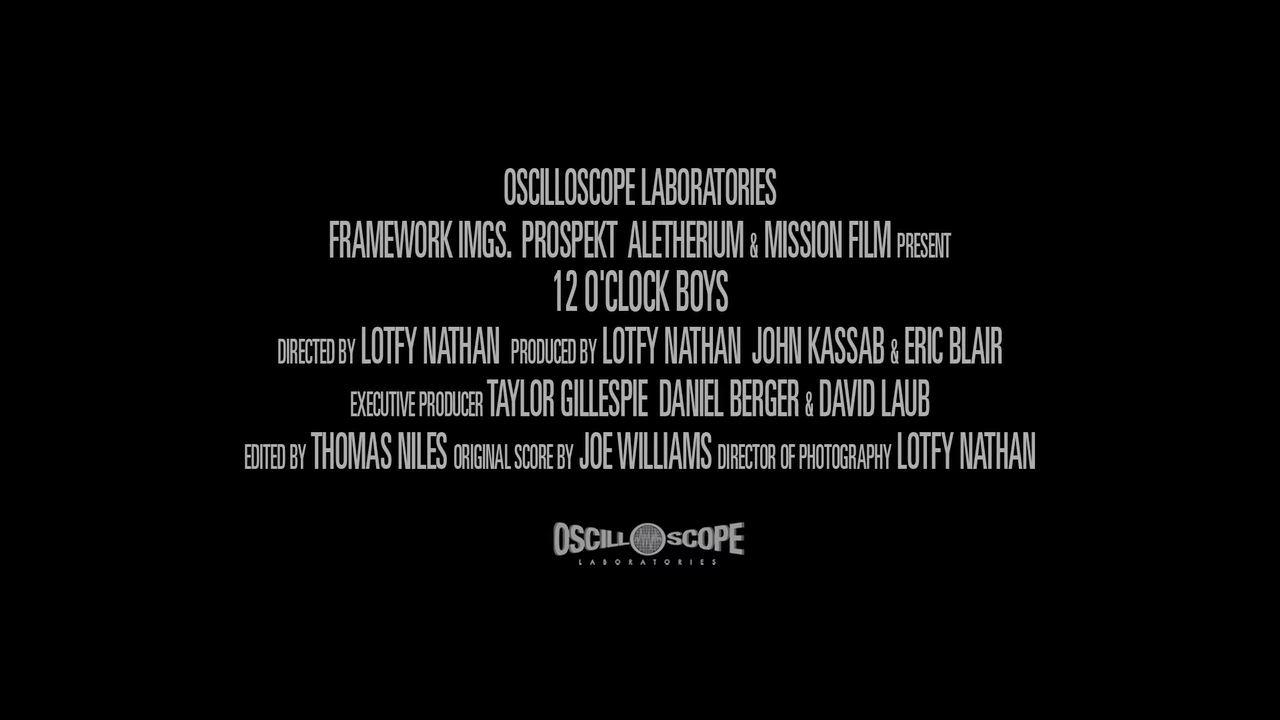 OSCILLOSCOPE LABORATORIES
FRAMEWORK IMGS. PROSPEKT ALETHERIUM & MISSION FILM PRESENT
12 O'CLOCK BOYS
DIRECTED BY LOTFY NATHAN PRODUCED BY LOTFY NATHAN JOHN KASSAB & ERIC BLAIR
EXECUTIVE PRODUCER TAYLOR GILLESPIE DANIEL BERGER & DAVID LAUB
EDITED BY THOMAS NILES ORIGINAL SCORE BY JOE WILLIAMS DIRECTOR OF PHOTOGRAPHY LOTFY NATHAN
OSCILLOSCOPE
LABORATORIES